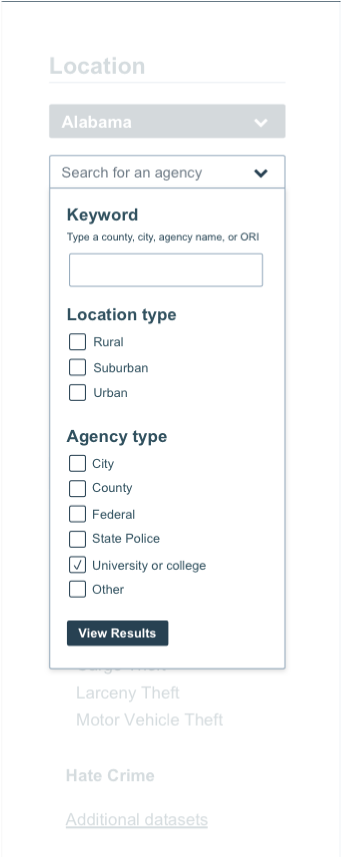 Location
Alabama
Search for an agency
Keyword
Type a county, city, agency name, or ORI
Location type
Rural
Suburban
Urban
Agency type
City
County
Federal
State Police
University or college
Other
View Results
Larceny Theft
Motor Vehicle Theft
Hate Crime
Additional datasets